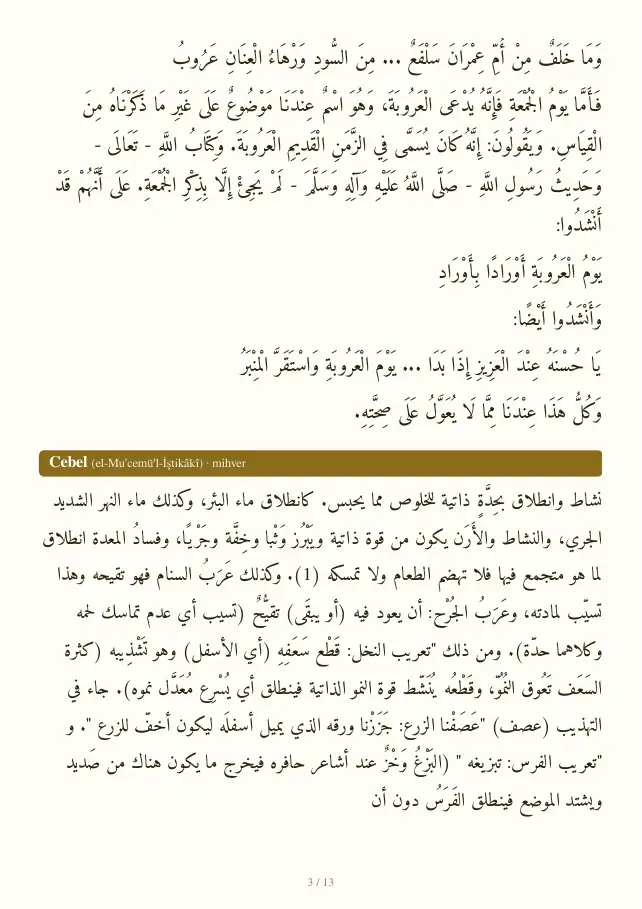 وَمَا خَلَفٌ مِنْ أُمِّ عِمْرَانَ سَلْفَعٌ ... مِنَ السُّودِ وَرْهَاءُ الْعِنَانِ عَرُوبُ
فَأَمَّا يَوْمُ الْجُمْعَةِ فَإِنَّهُ يُدْعَى الْعَرُوبَةَ، وَهُوَ اسْمٌ عِنْدَنَا مَوْضُوعٌ عَلَى غَيْرِ مَا ذَكَرْنَاهُ مِنَ
الْقِيَاسِ. وَيَقُولُونَ: إِنَّهُ كَانَ يُسَمَّى فِي الزَّمَنِ الْقَدِيمِ الْعَرُوبَةَ. وَكِتَابُ اللَّهِ - تَعَالَى -
وَحَدِيثُ رَسُولِ اللَّهِ - صَلَّى اللَّهُ عَلَيْهِ وَآلِهِ وَسَلَّمَ - لَمْ يَجِئْ إِلَّا بِذِكْرِ الْجُمْعَةِ. عَلَى أَنَّهُمْ قَدْ
أَنْشَدُوا:
يَوْمُ الْعَرُوبَةِ أَوْرَادًا بِأَوْرَادِ
وَأَنْشَدُوا أَيْضًا:
يَا حُسْنَهُ عِنْدَ الْعَزِيزِ إِذَا بَدَا ... يَوْمَ الْعَرُوبَةِ وَاسْتَقَرَّ الْمِنْبَرُ
وَكُلُّ هَذَا عِنْدَنَا مِمَّا لَا يُعَوَّلُ عَلَى صِحَّتِهِ.
Cebel (el-Mu'cemü'l-İştikâkî) · mihver
نشاط وانطلاق بحِدَّةٍ ذاتية للخلوص مما يحبس. كانطلاق ماء البئر، وكذلك ماء النهر الشديد
الجري، والنشاط والأَرَن يكون من قوة ذاتية ويَبْرُز وَثْبا وخِفَّة وجَرْيًا، وفسادُ المعدة انطلاق
لما هو متجمع فيها فلا تهضم الطعام ولا تمسكه (1). وكذلك عَرَبُ السنام فهو تقيحه وهذا
تسيّب لمادته، وعَرَبُ الجُرْح: أن يعود فيه (أو يبقَى) تقيُّحٌ (تسيب أي عدم تماسك لحمه
وكلاهما حدّة). ومن ذلك "تعريب النخل: قَطْع سَعَفِهِ (أي الأسفل) وهو تَشْذِيبه (كثرة
السَعَف تَعُوق النُمُوّ، وقَطْعُه يُنَشّط قوة النمو الذاتية فينطلق أي يُسْرِع مُعَدَّل نموه). جاء في
التهذيب (عصف) "عَصَفْنا الزرع: جَزَزْنا ورقه الذي يميل أسفلَه ليكون أخفّ للزرع ". و
"تعريب الفرس: تبزيغه " (البَزْغُ وَخْزٌ عند أشاعر حافره فيخرج ما يكون هناك من صَديد
ويشتد الموضع فينطلق الفَرَسُ دون أن
3 / 13